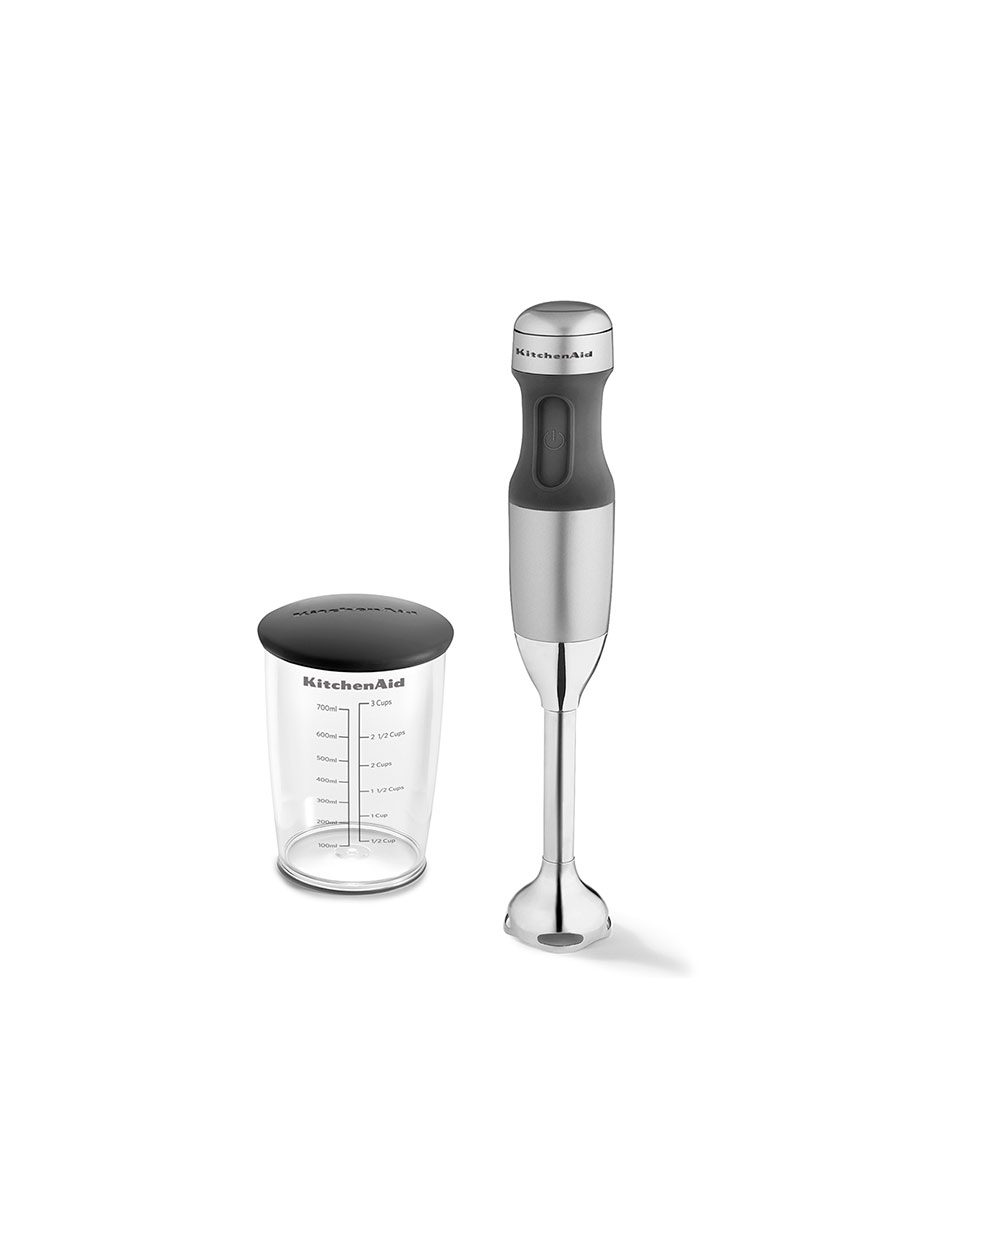 KitchenAid
KitchenAid
KitchenAid
700ml
3 Cups
600ml
2 1/2 Cups
500ml
2 Cups
400ml
1 1/2 Cups
300ml
1 Cup
200ml
1/2 Cup
100ml